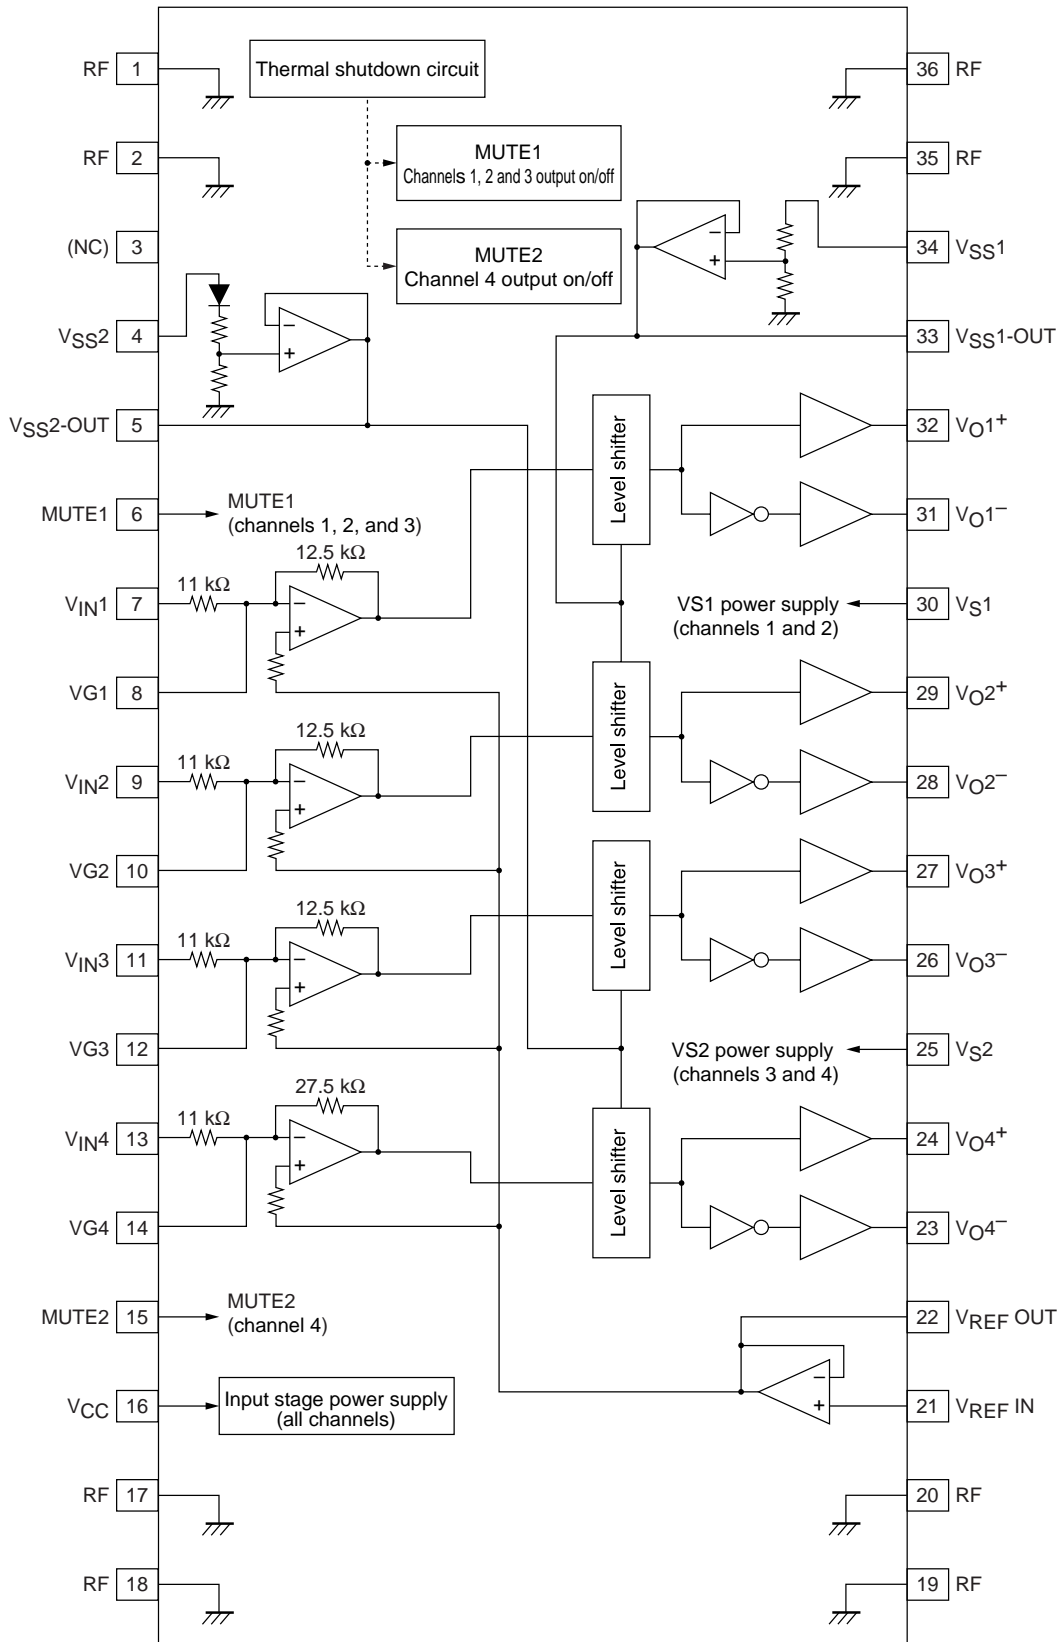 RF 1
Thermal shutdown circuit
36 RF
RF 2
MUTE1
Channels 1, 2 and 3 output on/off
35 RF
(NC) 3
MUTE2
Channel 4 output on/off
−
+
34 VSS1
VSS2 4
−
+
33 VSS1-OUT
VSS2-OUT 5
Level shifter
32 VO1+
MUTE1 6
MUTE1
(channels 1, 2, and 3)
31 VO1−
12.5 kΩ
11 kΩ
VIN1 7
−
+
VS1 power supply
(channels 1 and 2)
30 VS1
VG1 8
Level shifter
29 VO2+
12.5 kΩ
11 kΩ
VIN2 9
−
+
28 VO2−
VG2 10
Level shifter
27 VO3+
12.5 kΩ
11 kΩ
VIN3 11
−
+
26 VO3−
VG3 12
VS2 power supply
(channels 3 and 4)
25 VS2
27.5 kΩ
11 kΩ
VIN4 13
−
+
Level shifter
24 VO4+
VG4 14
23 VO4−
MUTE2 15
MUTE2
(channel 4)
22 VREF OUT
VCC 16
Input stage power supply
(all channels)
−
+
21 VREF IN
RF 17
20 RF
RF 18
19 RF